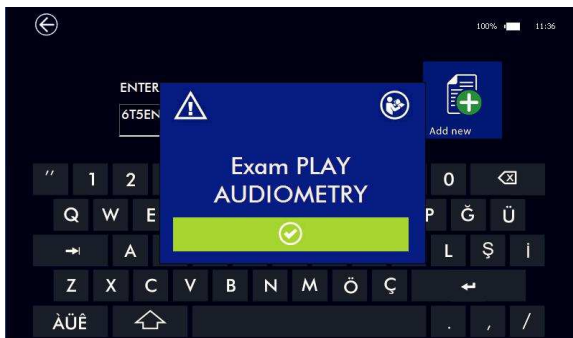 100% 11:36
ENTER
6T5EN
Add new
Exam PLAY
AUDIOMETRY
" 1 2 0
Q W E P Ğ Ü
A L Ş İ
Z X C V B N M Ö Ç
ÀÜÊ . , /